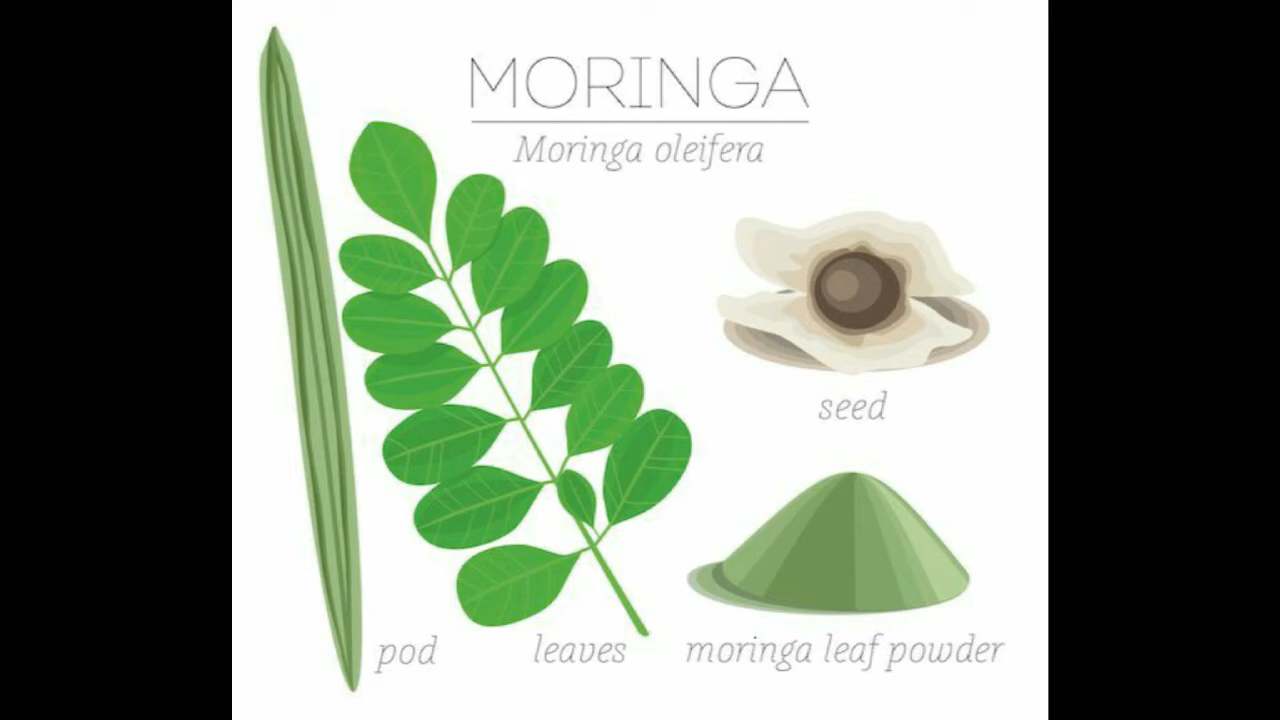 MORINGA
Moringa oleifera
seed
pod
leaves
moringa leaf powder